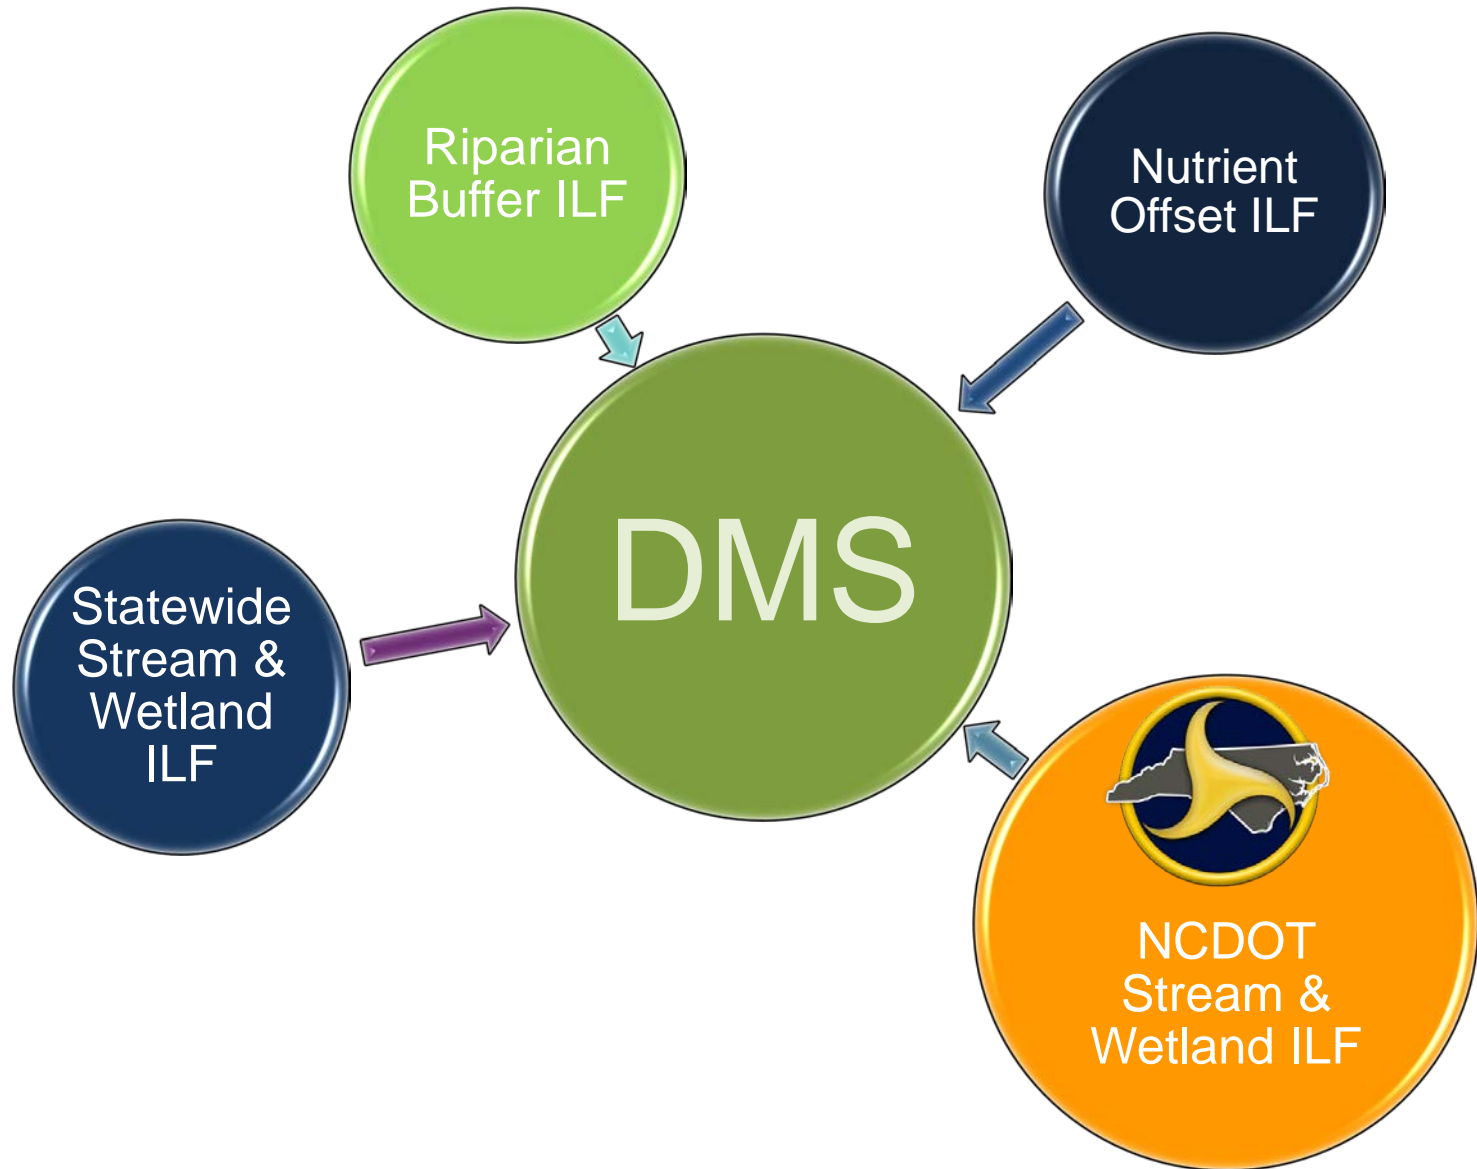 Riparian
Buffer ILF
Nutrient
Offset ILF
DMS
Statewide
Stream &
Wetland
ILF
NCDOT
Stream &
Wetland ILF